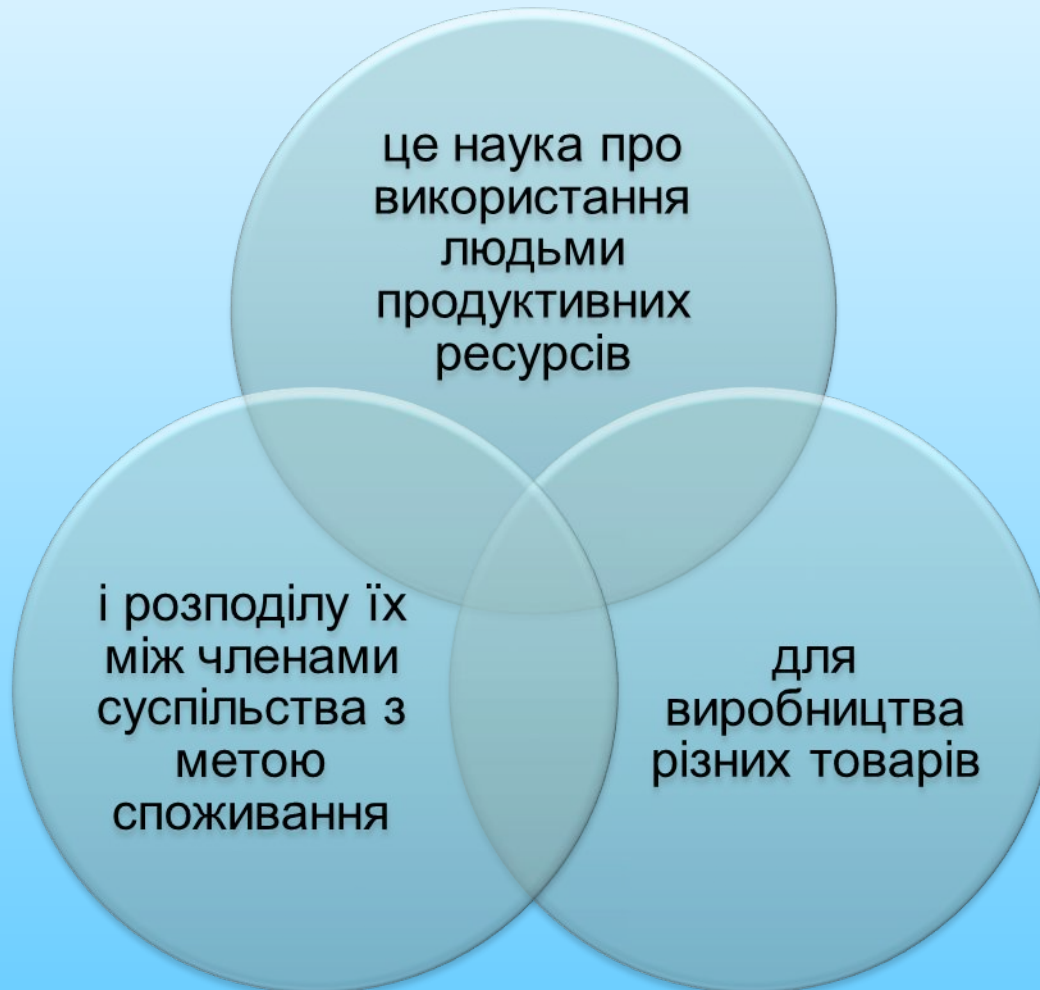 це наука про
використання
людьми
продуктивних
ресурсів
для
виробництва
різних товарів
і розподілу їх
між членами
суспільства з
метою
споживання